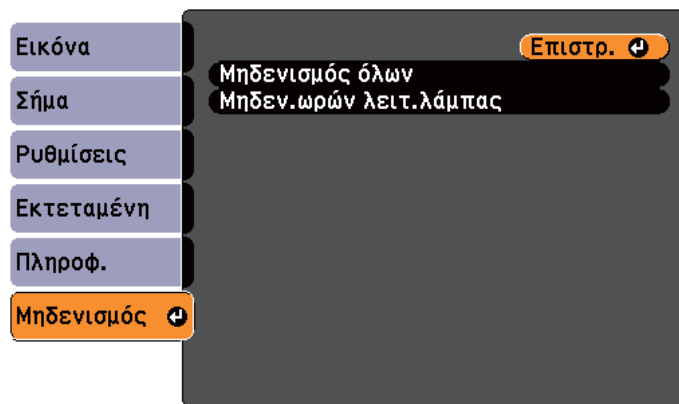 Εικόνα
Σήμα
Ρυθμίσεις
Εκτεταμένη
Πληροφ.
Μηδενισμός
Επιστρ.
Μηδενισμός όλων
Μηδεν.ωρών λειτ.λάμπας